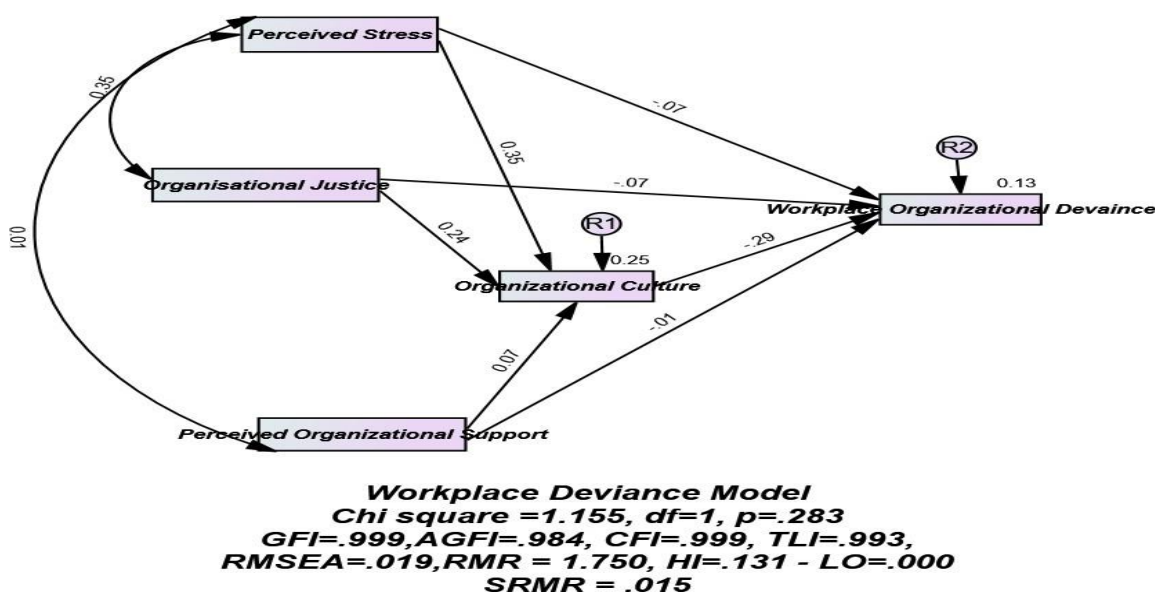 Perceived Stress
0.35
-.07
R2
0.35
0.13
Organisational Justice
-.07
Workplace Organizational Devaince
0.24
R1
-.29
0.01
0.25
Organizational Culture
-.01
0.07
Perceived Organizational Support
Workplace Deviance Model
Chi square =1.155, df=1, p=.283
GFI=.999,AGFI=.984, CFI=.999, TLI=.993,
RMSEA=.019,RMR = 1.750, HI=.131 - LO=.000
SRMR = .015